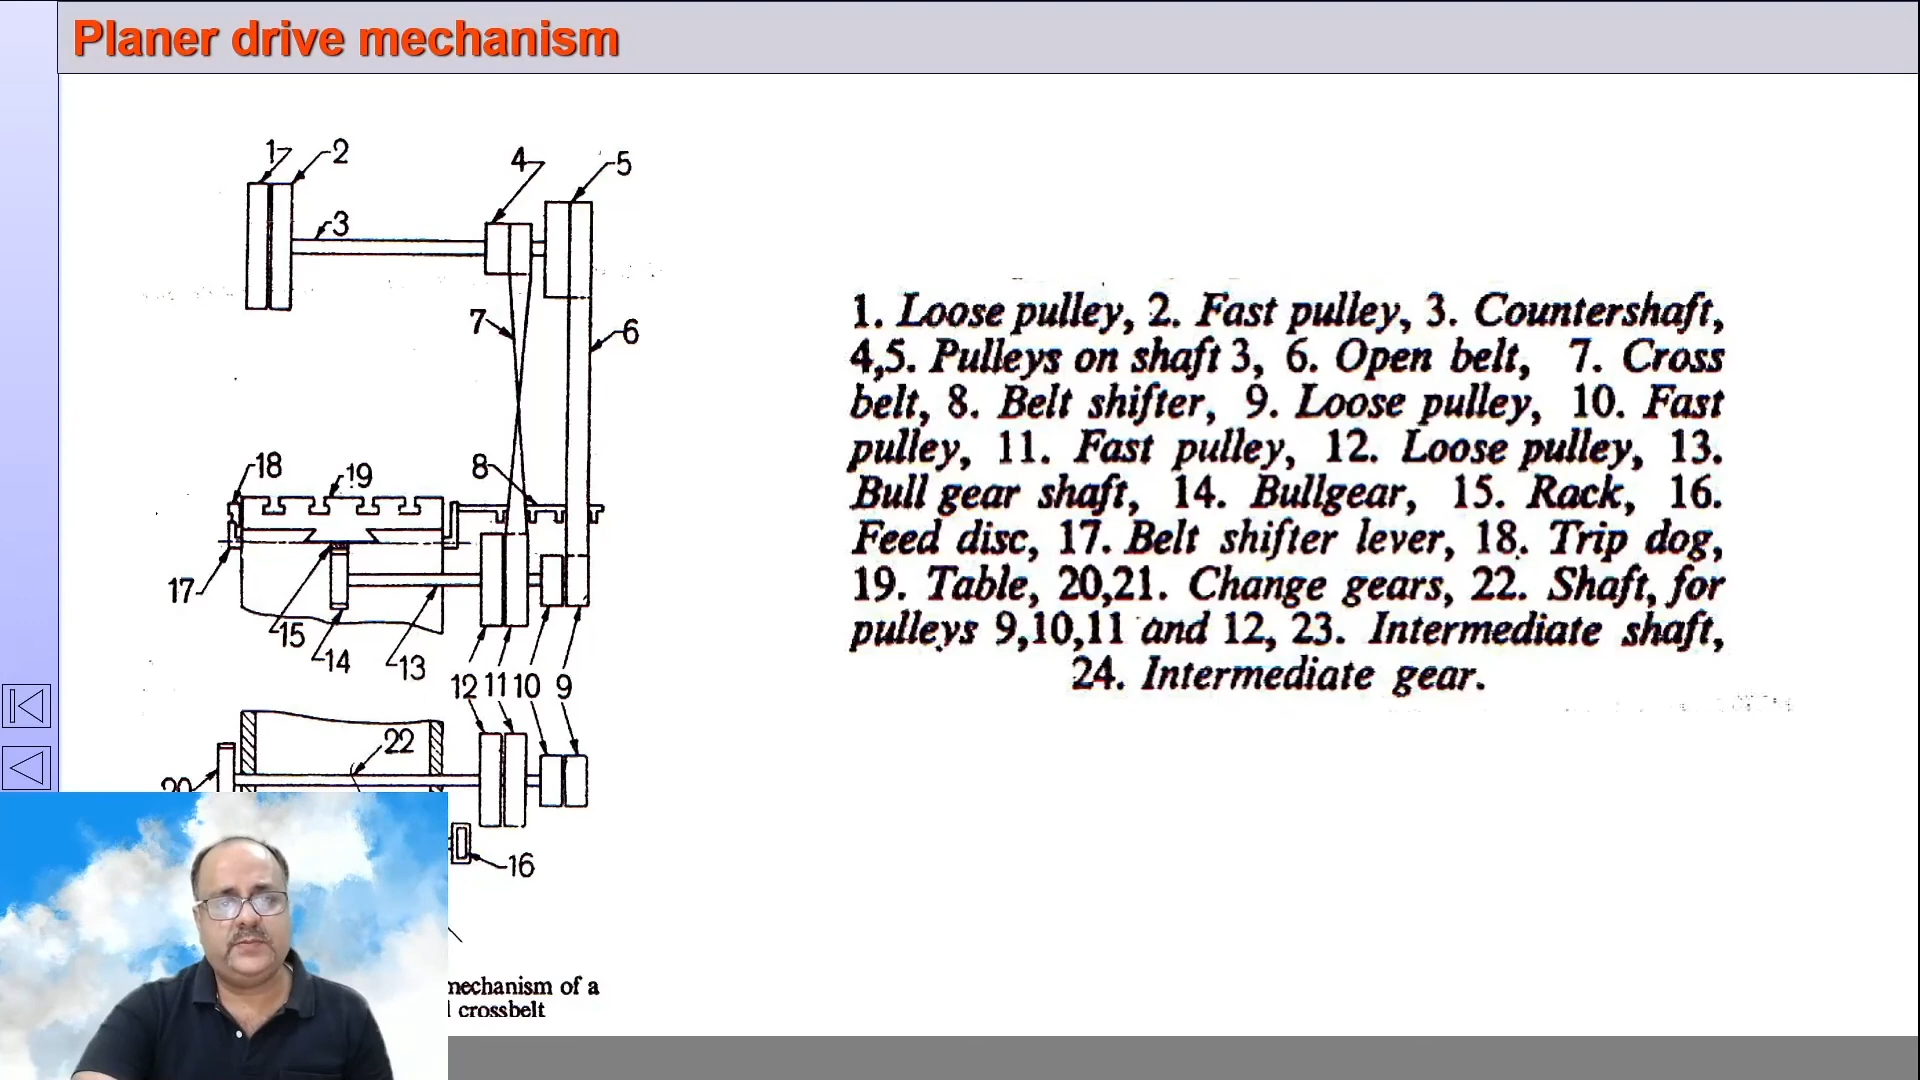 Planer drive mechanism
1 2
4 5
3
7 6
18 19 8
17
15
14 13
12 11 10 9
22
20
16
mechanism of a
crossbelt
1. Loose pulley, 2. Fast pulley, 3. Countershaft,
4,5. Pulleys on shaft 3, 6. Open belt, 7. Cross
belt, 8. Belt shifter, 9. Loose pulley, 10. Fast
pulley, 11. Fast pulley, 12. Loose pulley, 13.
Bull gear shaft, 14. Bullgear, 15. Rack, 16.
Feed disc, 17. Belt shifter lever, 18. Trip dog,
19. Table, 20,21. Change gears, 22. Shaft, for
pulleys 9,10,11 and 12, 23. Intermediate shaft,
24. Intermediate gear.